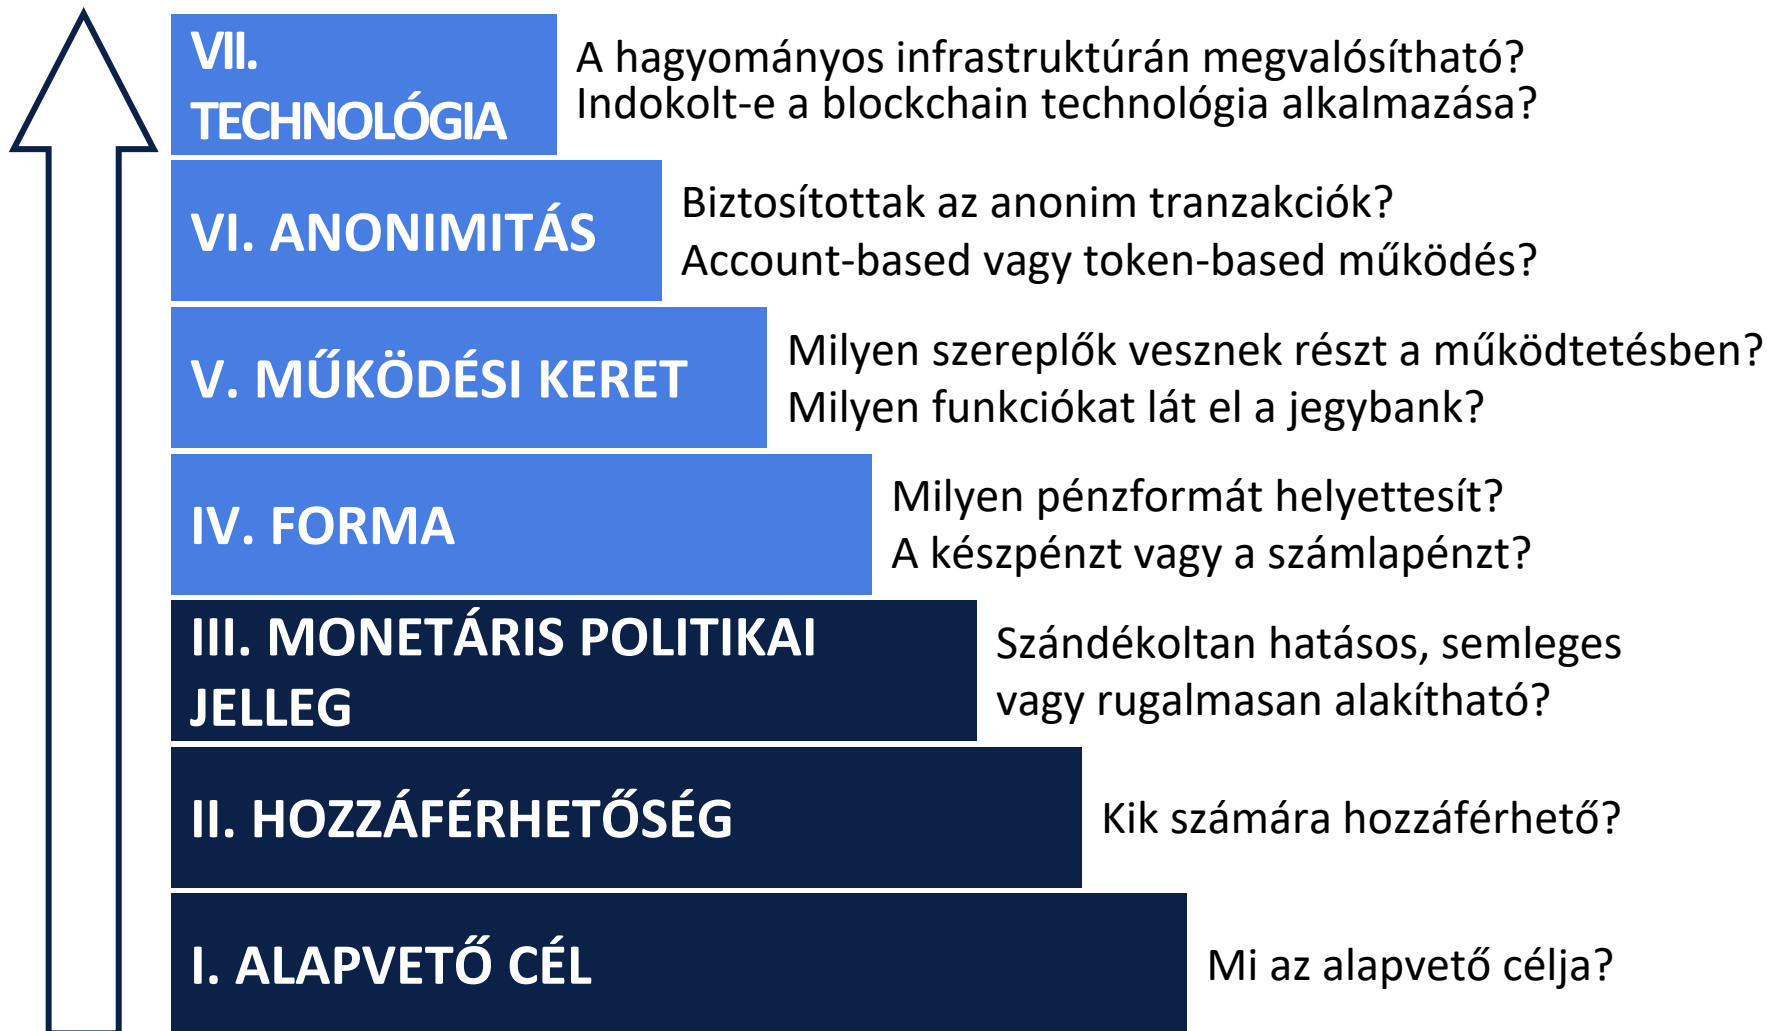 VII.
TECHNOLÓGIA
A hagyományos infrastruktúrán megvalósítható?
Indokolt-e a blockchain technológia alkalmazása?
VI. ANONIMITÁS
Biztosítottak az anonim tranzakciók?
Account-based vagy token-based működés?
V. MŰKÖDÉSI KERET
Milyen szereplők vesznek részt a működtetésben?
Milyen funkciókat lát el a jegybank?
IV. FORMA
Milyen pénzformát helyettesít?
A készpénzt vagy a számlapénzt?
III. MONETÁRIS POLITIKAI
JELLEG
Szándékoltan hatásos, semleges
vagy rugalmasan alakítható?
II. HOZZÁFÉRHETŐSÉG
Kik számára hozzáférhető?
I. ALAPVETŐ CÉL
Mi az alapvető célja?